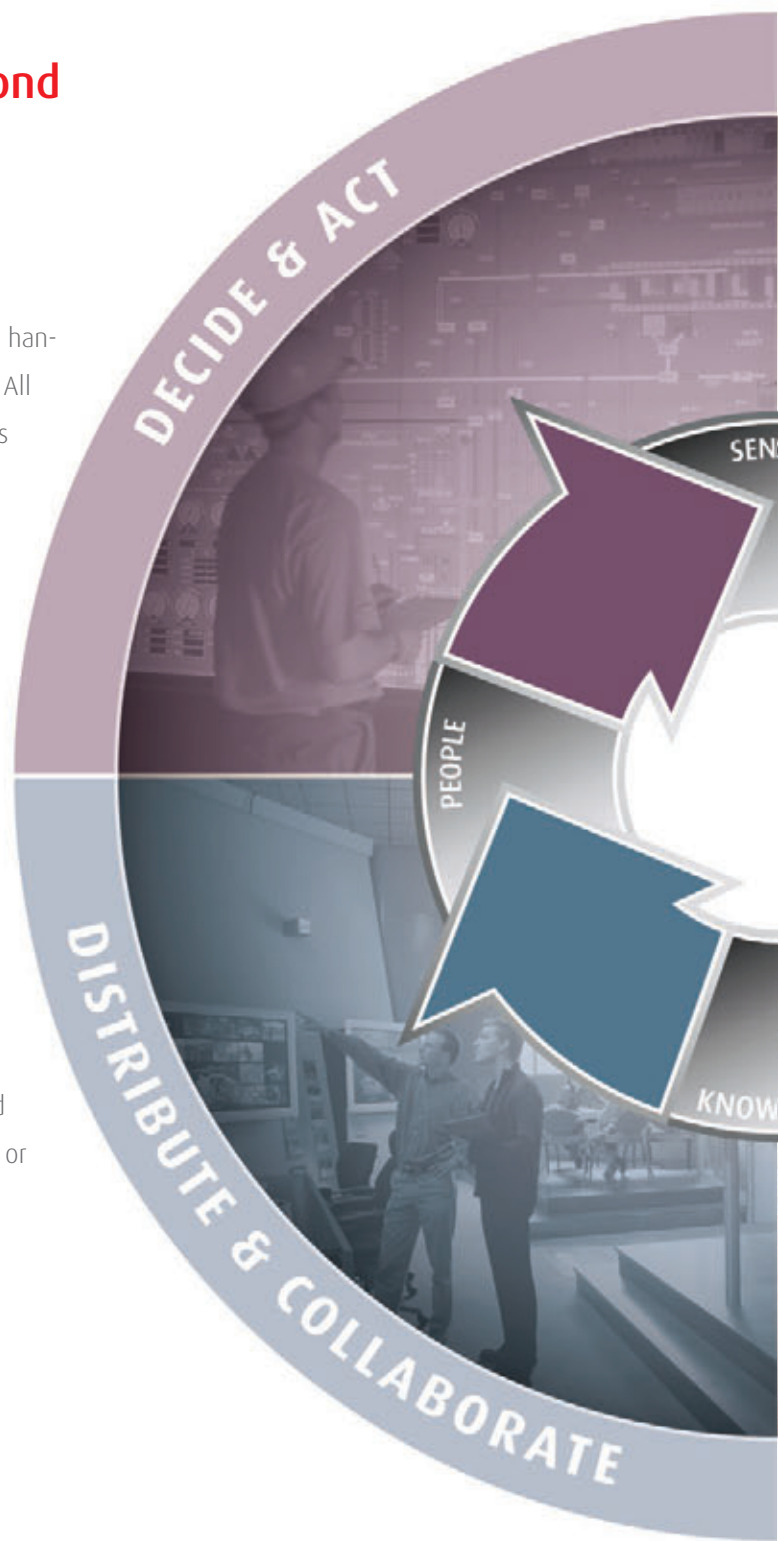 ond
han-
All
s
d
or
DECIDE & ACT
SENS
PEOPLE
KNOW
DISTRIBUTE & COLLABORATE